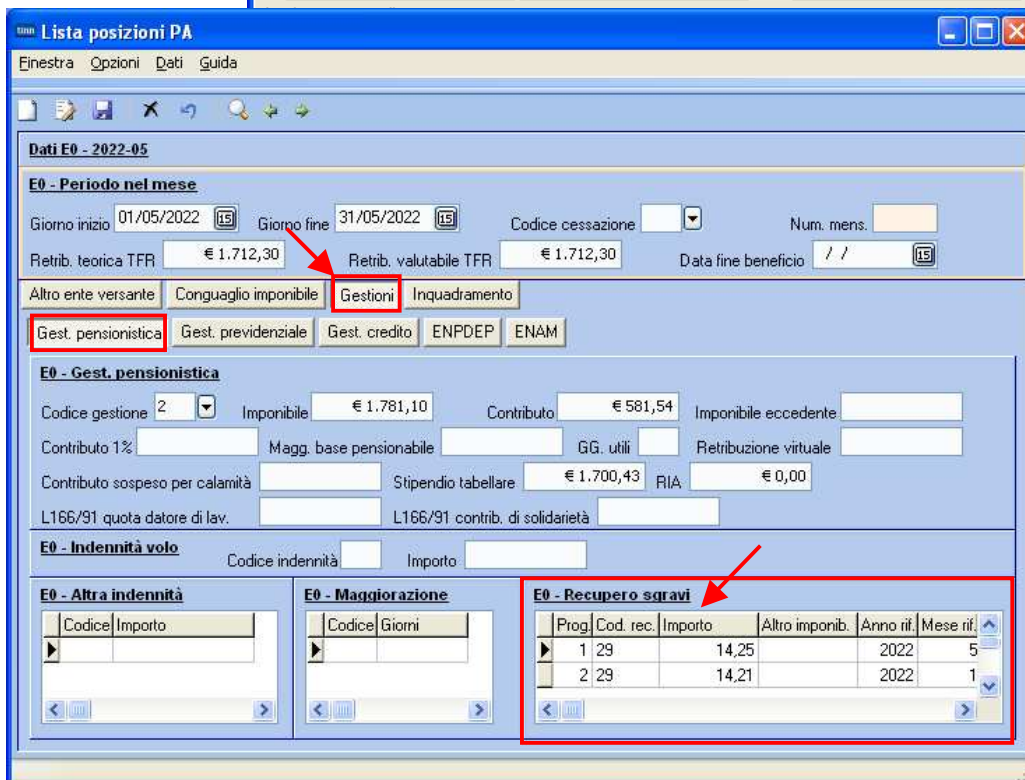 tinn Lista posizioni PA
Finestra Opzioni Dati Guida
Dati E0 - 2022-05
E0 - Periodo nel mese
Giorno inizio 01/05/2022 15 Giorno fine 31/05/2022 15 Codice cessazione Num. mens.
Retrib. teorica TFR € 1.712,30 Retrib. valutabile TFR € 1.712,30 Data fine beneficio / / 15
Altro ente versante Conguaglio imponibile Gestioni Inquadramento
Gest. pensionistica Gest. previdenziale Gest. credito ENPDEP ENAM
E0 - Gest. pensionistica
Codice gestione 2 Imponibile € 1.781,10 Contributo € 581,54 Imponibile eccedente
Contributo 1% Magg. base pensionabile GG. utili Retribuzione virtuale
Contributo sospeso per calamità Stipendio tabellare € 1.700,43 RIA € 0,00
L166/91 quota datore di lav. L166/91 contrib. di solidarietà
E0 - Indennità volo Codice indennità Importo
E0 - Altra indennità E0 - Maggiorazione E0 - Recupero sgravi
Codice Importo Codice Giorni Prog. Cod. rec. Importo Altro imponib. Anno rif. Mese rif.
1 29 14,25 2022 5
2 29 14,21 2022 1